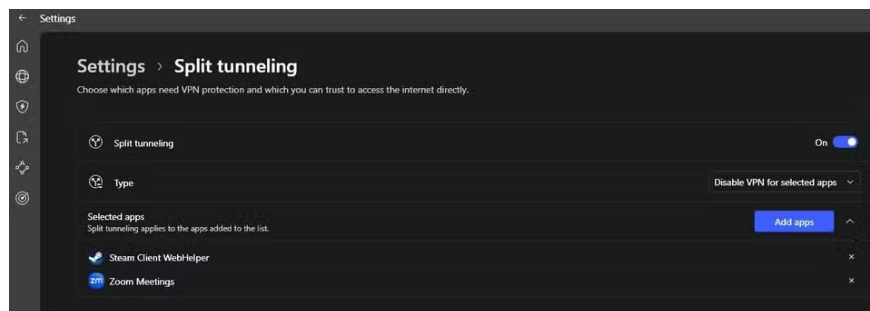 Settings
Settings > Split tunneling
Choose which apps need VPN protection and which you can trust to access the internet directly.
Split tunneling On
Type Disable VPN for selected apps
Selected apps
Split tunneling applies to the apps added to the list.
Add apps
Steam Client WebHelper
zm Zoom Meetings